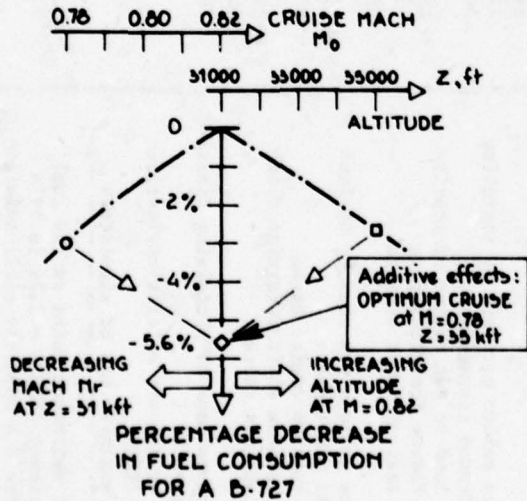 0.78 0.80 0.82 CRUISE MACH
M₀
31000 33000 35000 Z, ft
ALTITUDE
0
-2%
-4%
-5.6%
Additive effects:
OPTIMUM CRUISE
at M=0.78
Z=35 kft
DECREASING
MACH Mr
AT Z=31 kft
INCREASING
ALTITUDE
AT M=0.82
PERCENTAGE DECREASE
IN FUEL CONSUMPTION
FOR A B-727